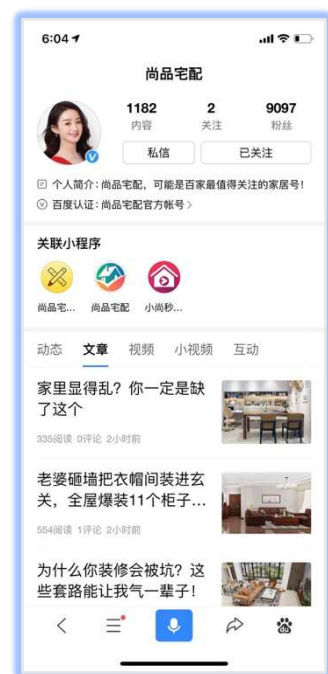 6:04
尚品宅配
1182 2 9097
内容 关注 粉丝
私信 已关注
个人简介：尚品宅配，可能是百家最值得关注的家居号！
百度认证：尚品宅配官方帐号>
关联小程序
尚品宅... 尚品宅配 小尚秒...
动态 文章 视频 小视频 互动
家里显得乱？你一定是缺
了这个
335阅读 0评论 2小时前
老婆砸墙把衣帽间装进玄
关，全屋爆装11个柜子...
554阅读 1评论 2小时前
为什么你装修会被坑？这
些套路能让我气一辈子！